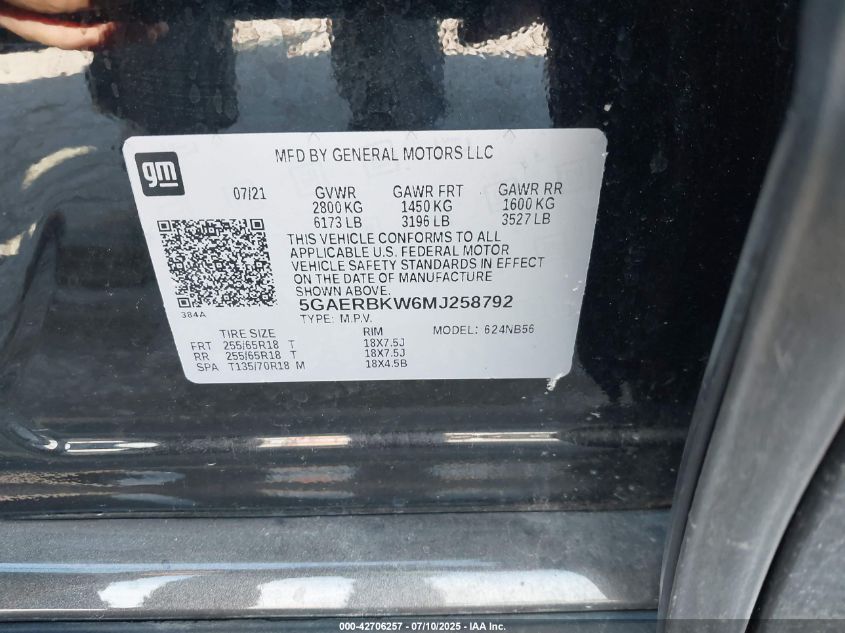 gm
MFD BY GENERAL MOTORS LLC
07/21 GVWR GAWR FRT GAWR RR
2800 KG 1450 KG 1600 KG
6173 LB 3196 LB 3527 LB
THIS VEHICLE CONFORMS TO ALL
APPLICABLE U.S. FEDERAL MOTOR
VEHICLE SAFETY STANDARDS IN EFFECT
ON THE DATE OF MANUFACTURE
SHOWN ABOVE.
384A
5GAERBKW6MJ258792
TYPE: M.P.V.
TIRE SIZE RIM MODEL: 624NB56
FRT 255/65R18 T 18X7.5J
RR 255/65R18 T 18X7.5J
SPA T135/70R18 M 18X4.5B
000-42706257 - 07/10/2025 - IAA Inc.